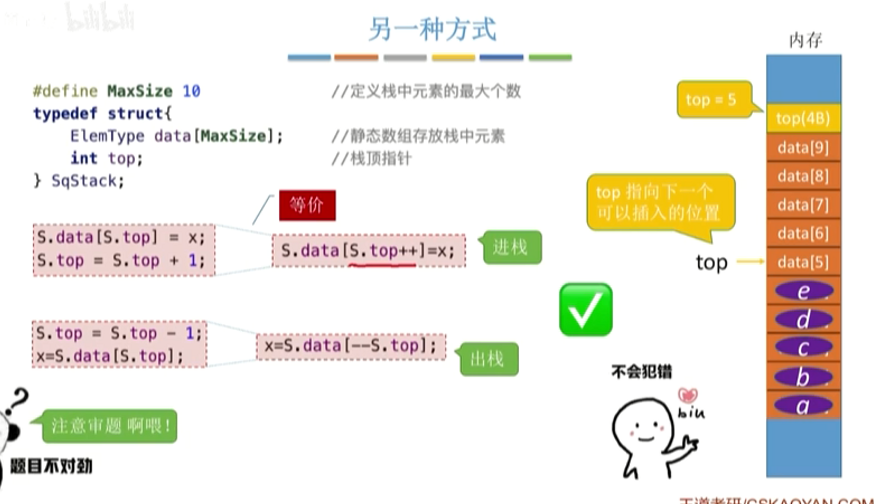 bilibili
另一种方式
内存
#define MaxSize 10 //定义栈中元素的最大个数
typedef struct{
ElemType data[MaxSize]; //静态数组存放栈中元素
int top; //栈顶指针
} SqStack;
top = 5
top(4B)
data[9]
data[8]
data[7]
data[6]
data[5]
e
d
c
b
a
top 指向下一个
可以插入的位置
top
等价
S.data[S.top] = x;
S.top = S.top + 1;
S.data[S.top++]=x;
进栈
S.top = S.top - 1;
x=S.data[S.top];
x=S.data[--S.top];
出栈
不会犯错
biu
?
注意审题 啊喂!
题目不对劲
王道考研/CSKAOYAN.COM